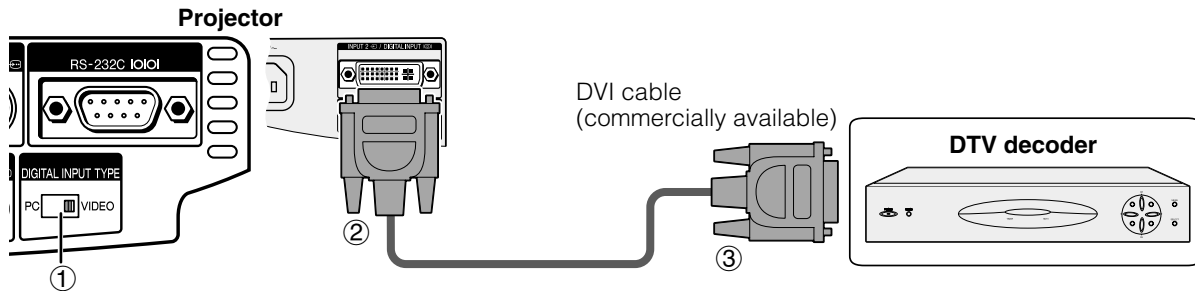 Projector
INPUT 2 / DIGITAL INPUT
RS-232C IOIOI
DVI cable
(commercially available)
DTV decoder
DIGITAL INPUT TYPE
PC VIDEO
②
③
①